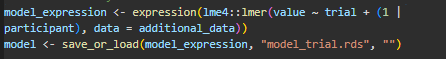 model_expression <- expression(lme4::lmer(value ~ trial + (1 |
participant), data = additional_data))
model <- save_or_load(model_expression, "model_trial.rds", "")